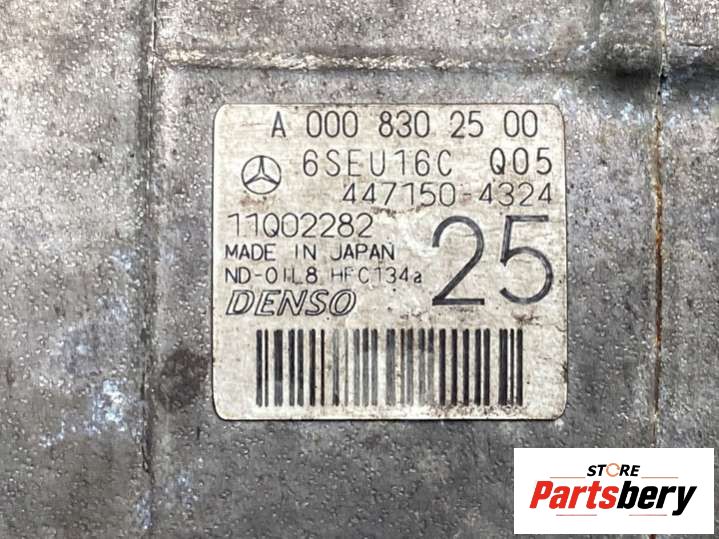 A 000 830 25 00
6SEU16C Q05
447150-4324
11Q02282
MADE IN JAPAN
25
ND-OIL8 HFC134a
DENSO
STORE
Partsbery